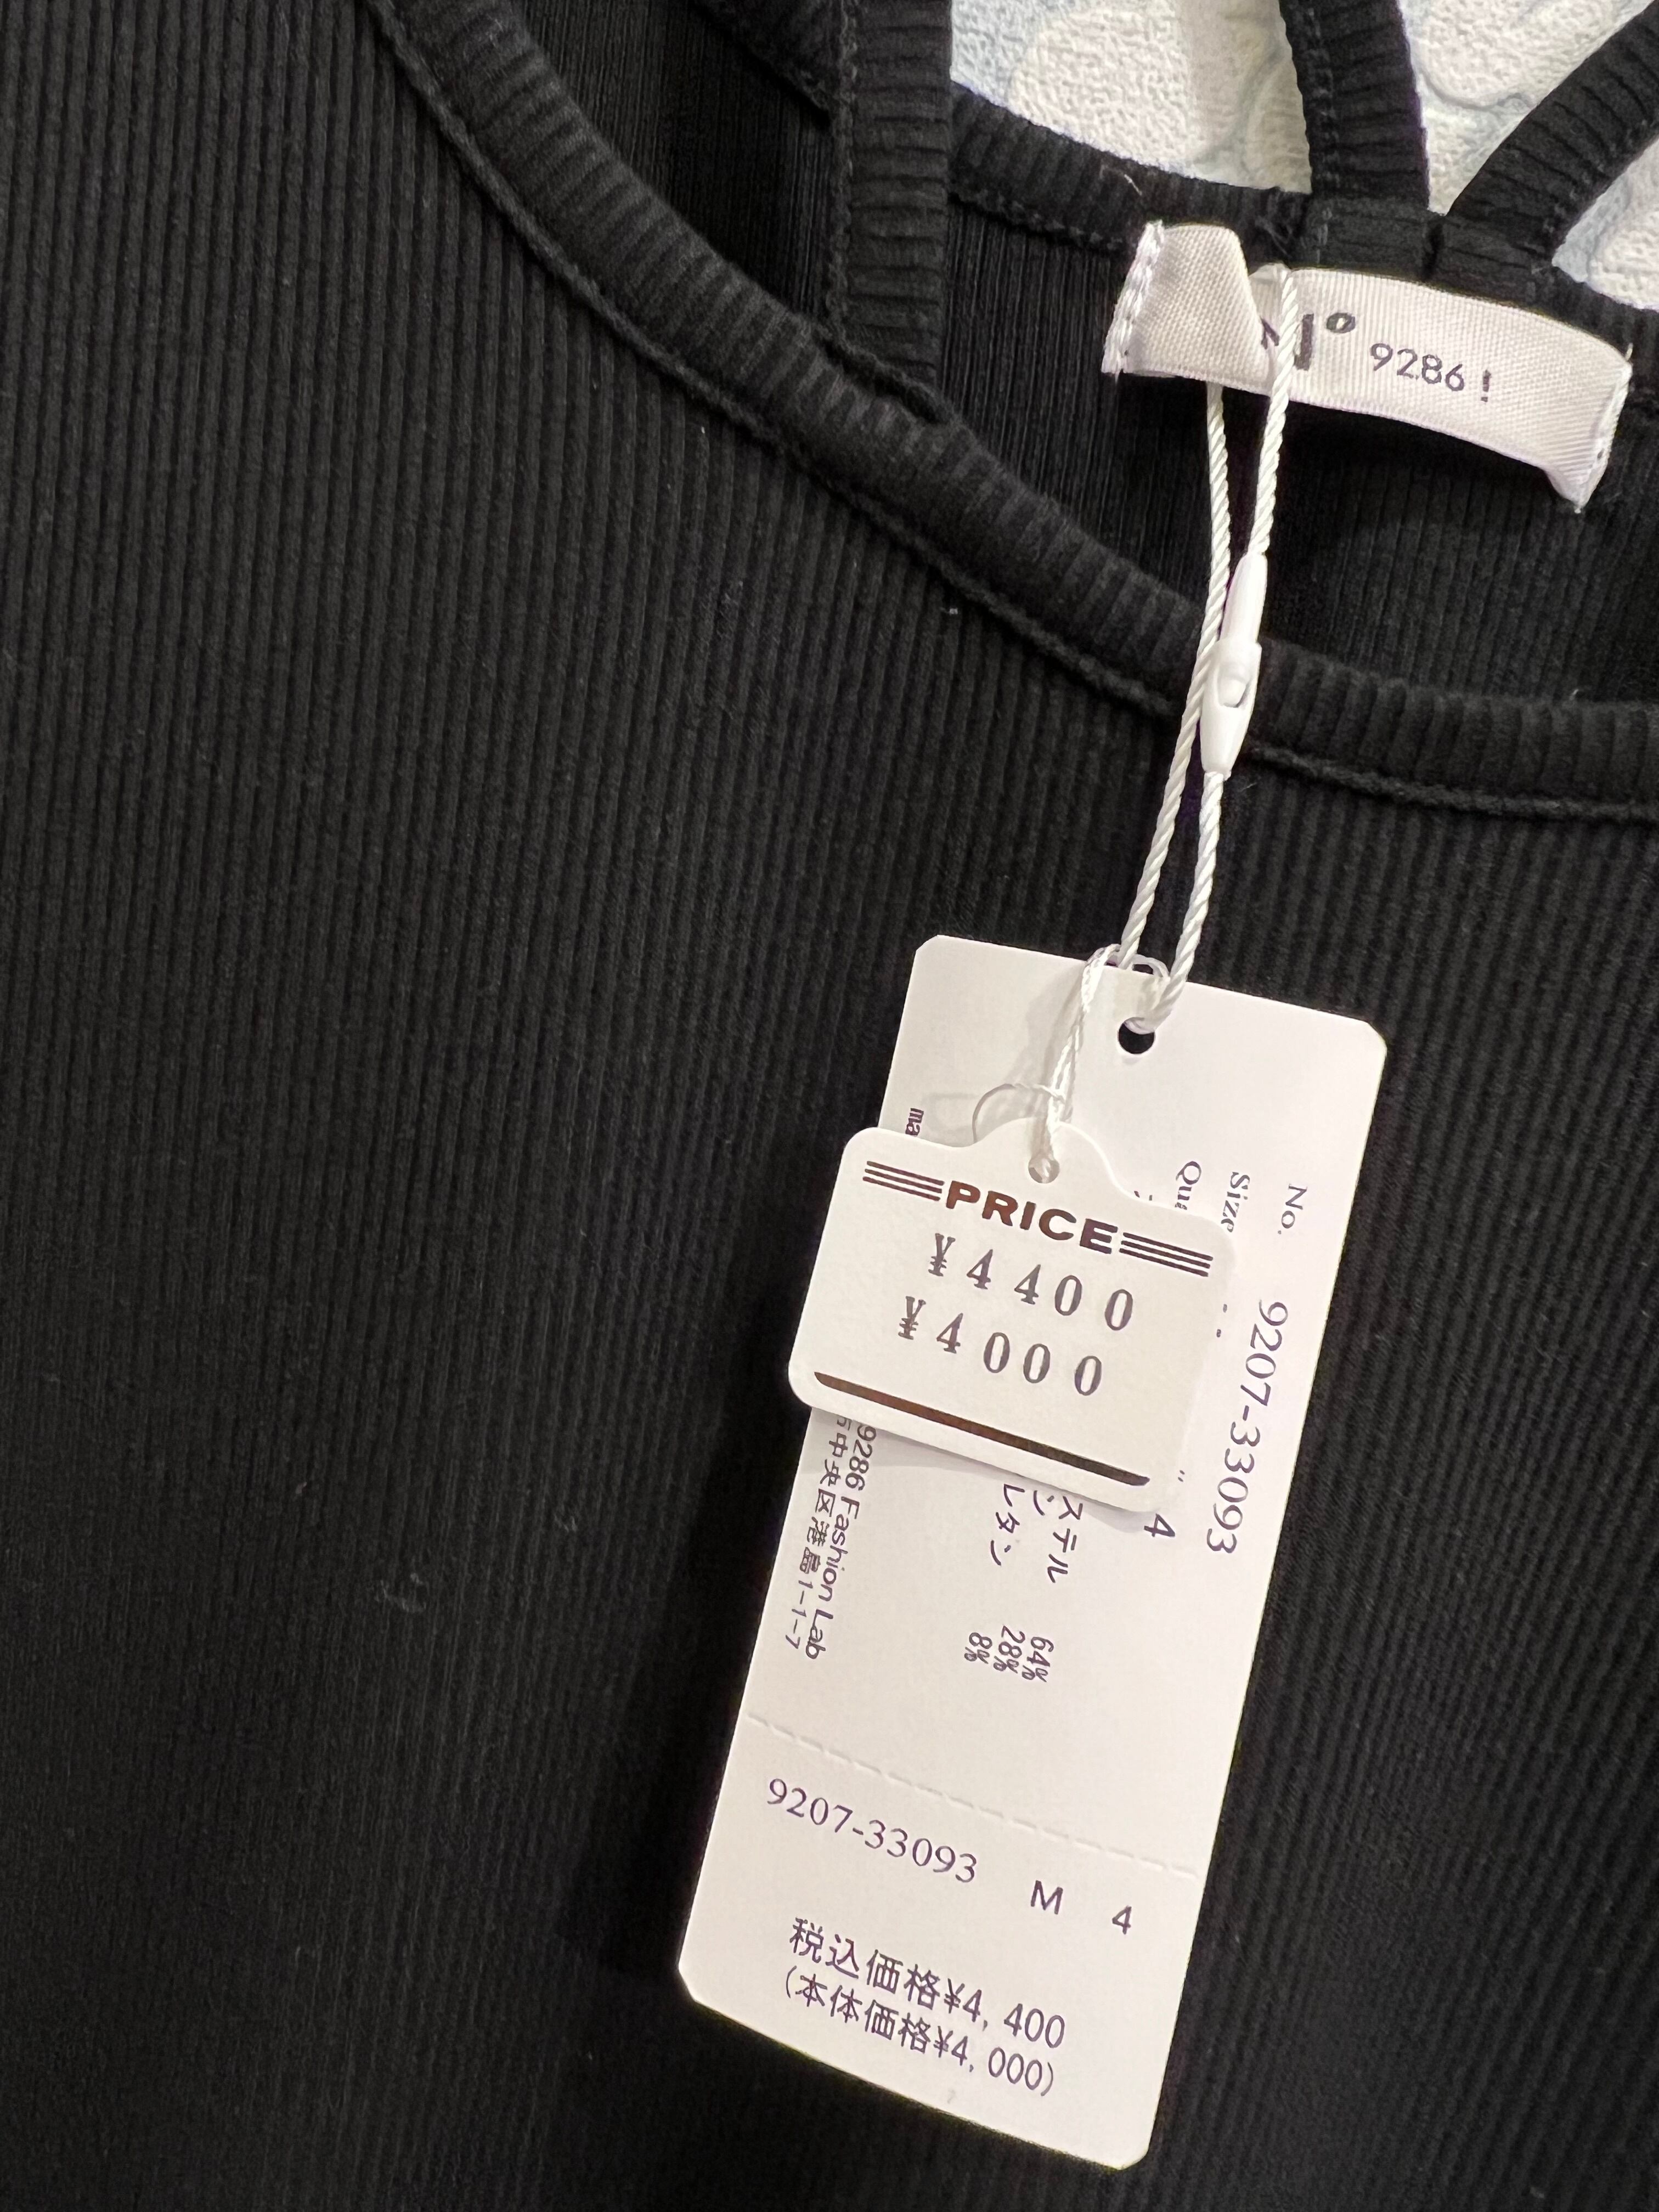 9286!
PRICE
¥4400
¥4000
No. 9207-33093
Size
4
ステル 64%
28%
レタン 8%
9286 Fashion Lab
中央区港島1-1-7
9207-33093 M 4
税込価格¥4,400
(本体価格¥4,000)